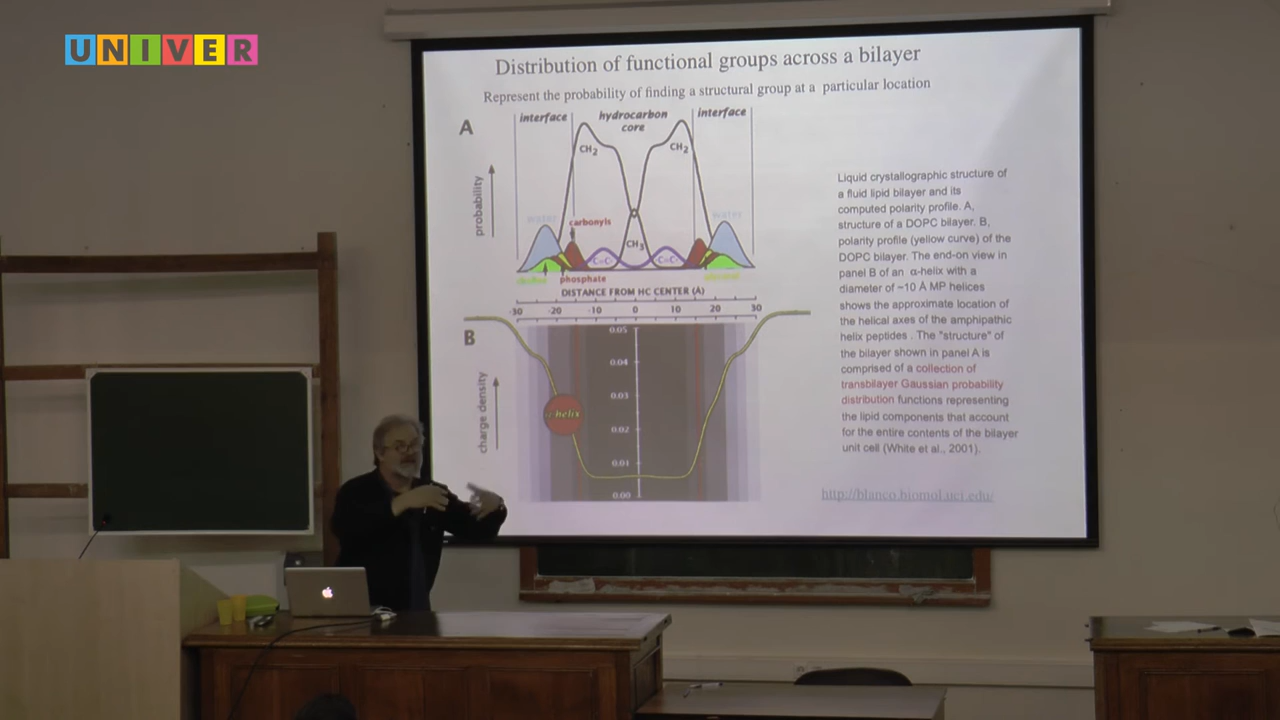 UNIVER
Distribution of functional groups across a bilayer
Represent the probability of finding a structural group at a particular location
A
interface
hydrocarbon
core
interface
CH2
CH2
probability
water
water
carbonyls
CH3
C=C
C=C
phosphate
DISTANCE FROM HC CENTER (Å)
-30 -20 -10 0 10 20 30
B
charge density
0.05
0.04
0.03
0.02
0.01
0.00
α-helix
Liquid crystallographic structure of
a fluid lipid bilayer and its
computed polarity profile. A,
structure of a DOPC bilayer. B,
polarity profile (yellow curve) of the
DOPC bilayer. The end-on view in
panel B of an α-helix with a
diameter of ~10 Å MP helices
shows the approximate location of
the helical axes of the amphipathic
helix peptides . The "structure" of
the bilayer shown in panel A is
comprised of a collection of
transbilayer Gaussian probability
distribution functions representing
the lipid components that account
for the entire contents of the bilayer
unit cell (White et al., 2001).
http://blanco.biomol.uci.edu/